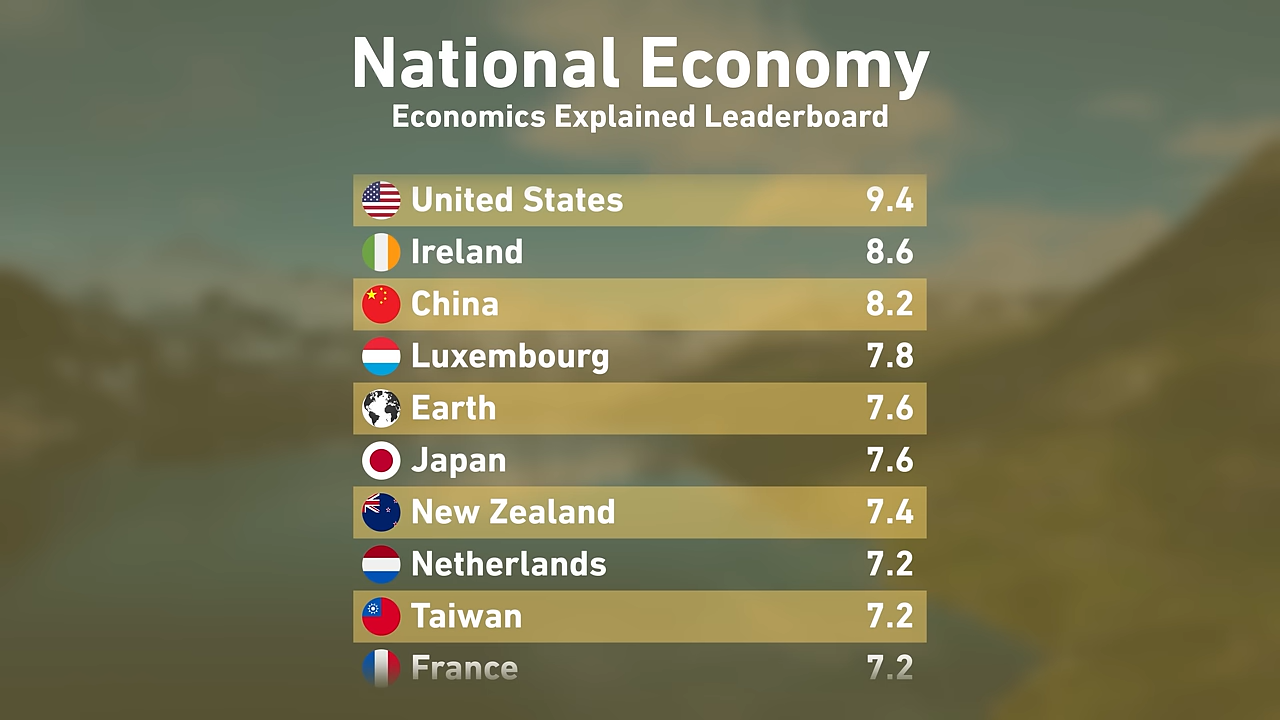 National Economy
Economics Explained Leaderboard
United States 9.4
Ireland 8.6
China 8.2
Luxembourg 7.8
Earth 7.6
Japan 7.6
New Zealand 7.4
Netherlands 7.2
Taiwan 7.2
France 7.2